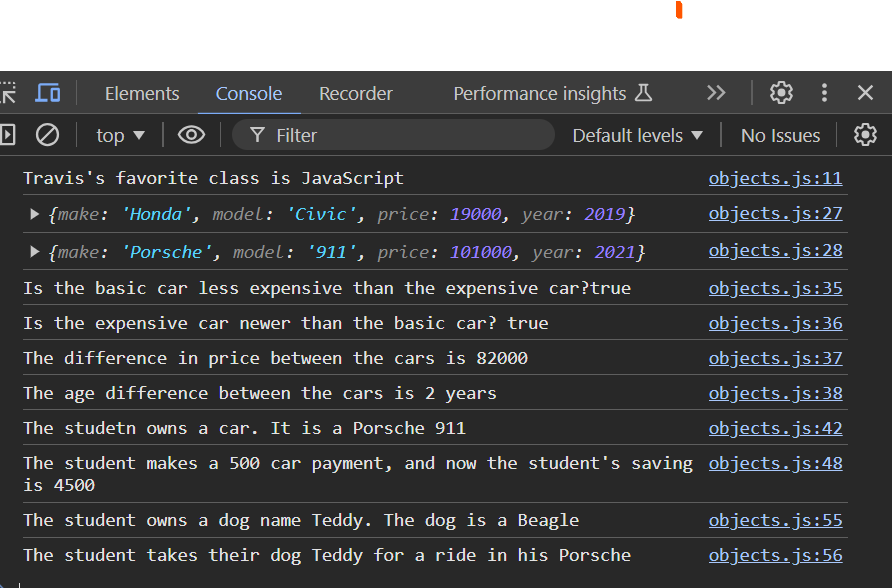 Elements Console Recorder Performance insights
top Filter Default levels No Issues
Travis's favorite class is JavaScript objects.js:11
{make: 'Honda', model: 'Civic', price: 19000, year: 2019} objects.js:27
{make: 'Porsche', model: '911', price: 101000, year: 2021} objects.js:28
Is the basic car less expensive than the expensive car?true objects.js:35
Is the expensive car newer than the basic car? true objects.js:36
The difference in price between the cars is 82000 objects.js:37
The age difference between the cars is 2 years objects.js:38
The studetn owns a car. It is a Porsche 911 objects.js:42
The student makes a 500 car payment, and now the student's saving objects.js:48
is 4500
The student owns a dog name Teddy. The dog is a Beagle objects.js:55
The student takes their dog Teddy for a ride in his Porsche objects.js:56